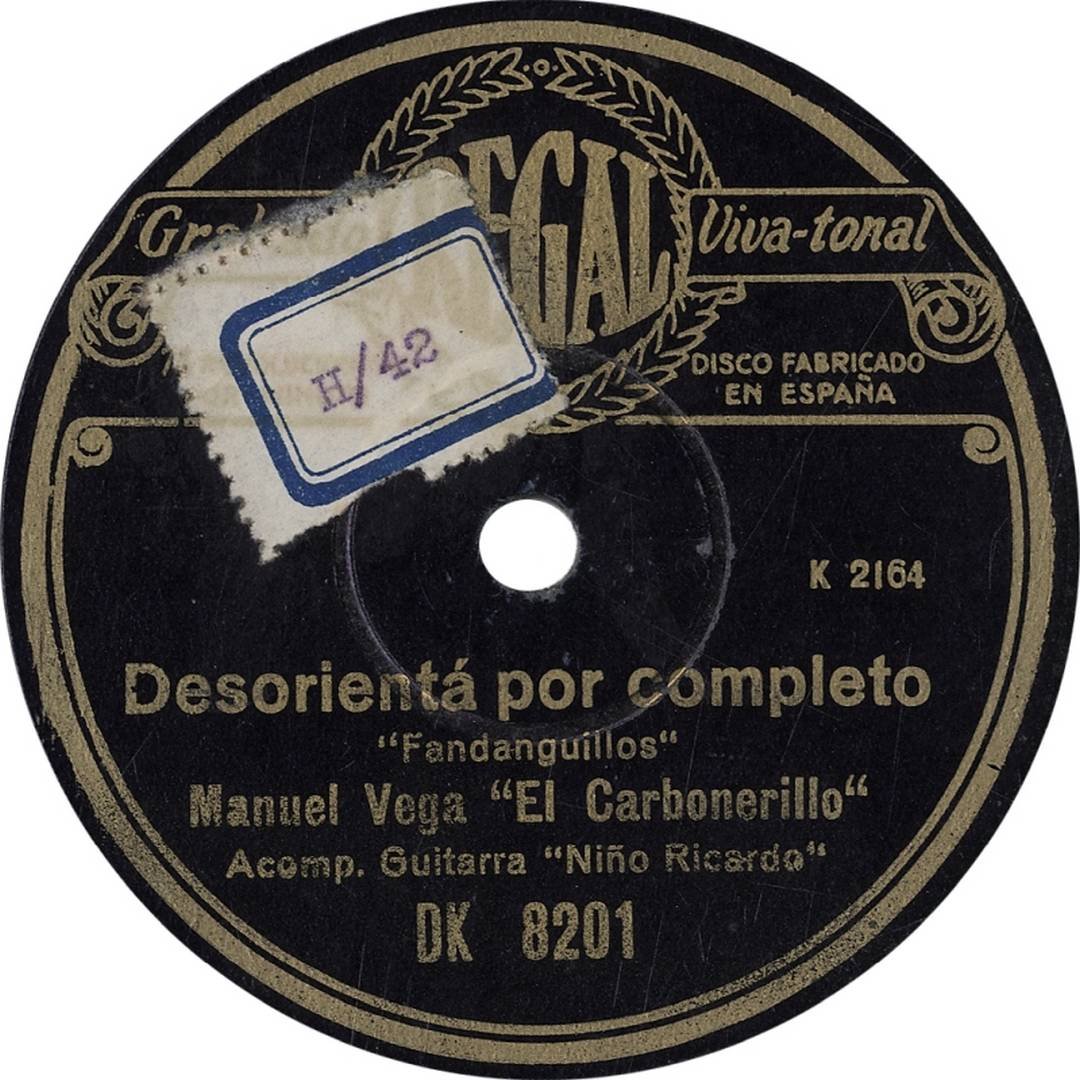 REGAL
Viva-tonal
H/42
DISCO FABRICADO
EN ESPAÑA
K 2164
Desorientá por completo
“Fandanguillos“
Manuel Vega “El Carbonerillo“
Acomp. Guitarra “Niño Ricardo“
DK 8201